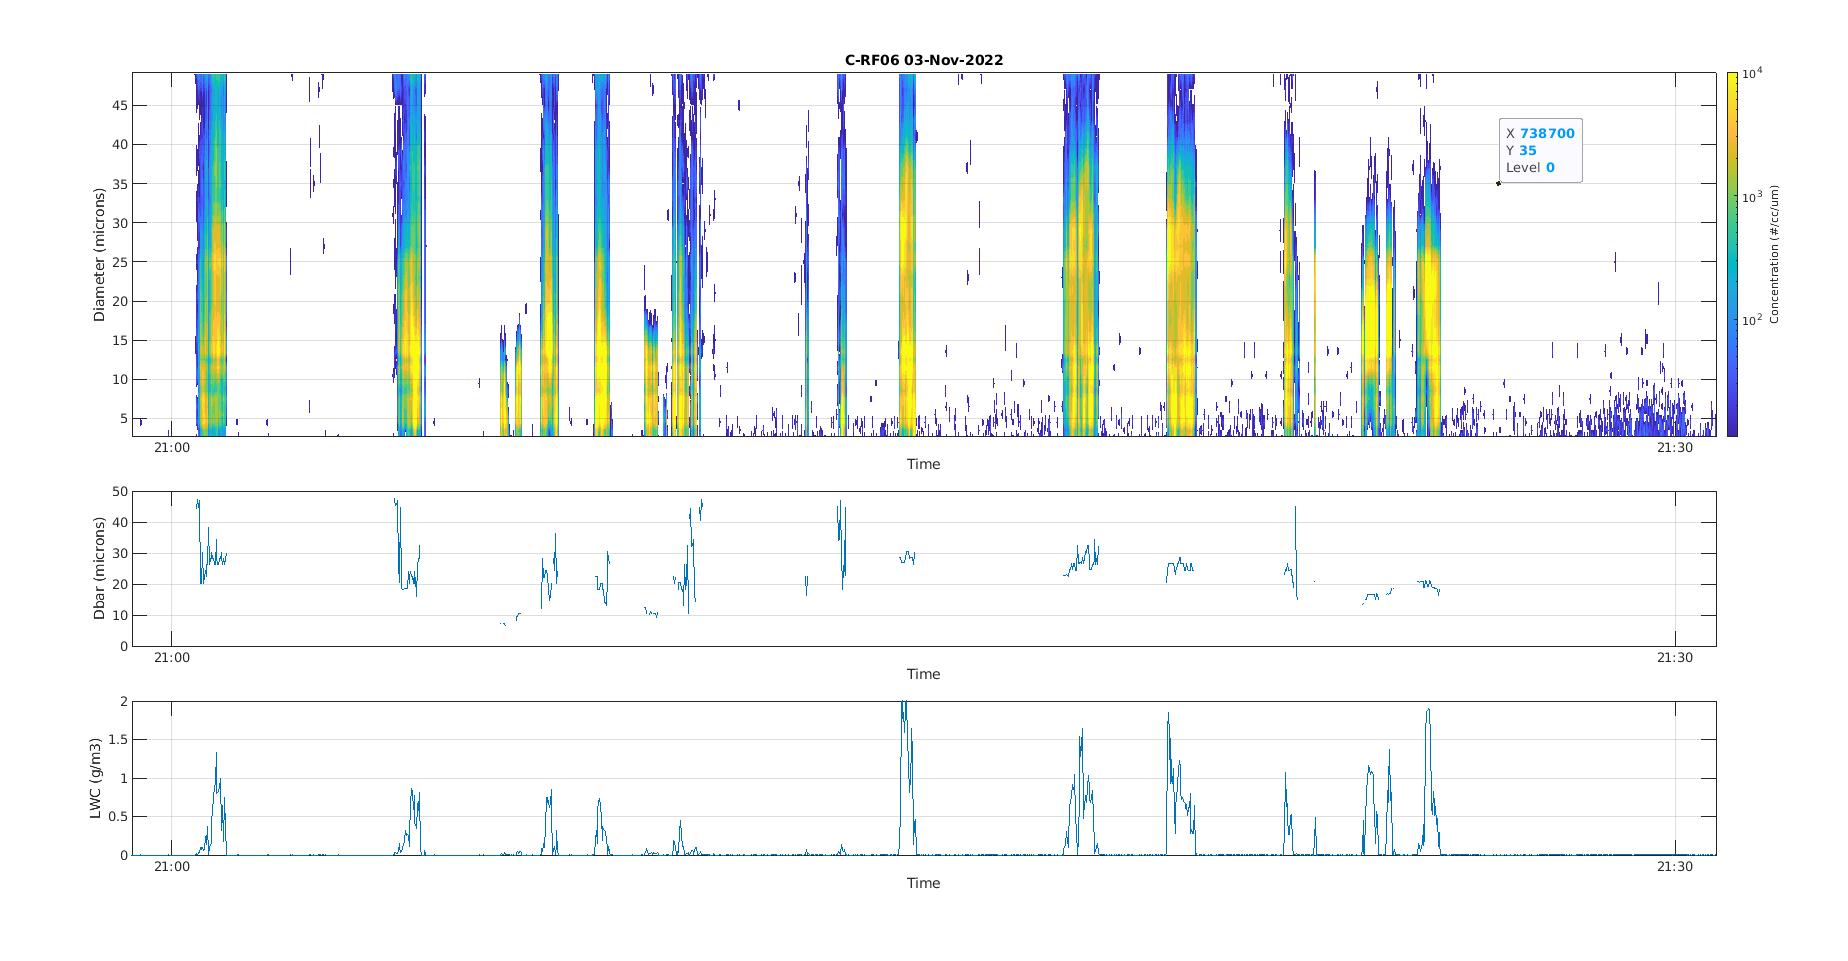 C-RF06 03-Nov-2022
45
40
35
30
25
20
15
10
5
Diameter (microns)
X 738700
Y 35
Level 0
10^4
10^3
10^2
Concentration (#/cc/um)
21:00
21:30
Time
50
40
30
20
10
0
Dbar (microns)
21:00
21:30
Time
2
1.5
1
0.5
0
LWC (g/m3)
21:00
21:30
Time